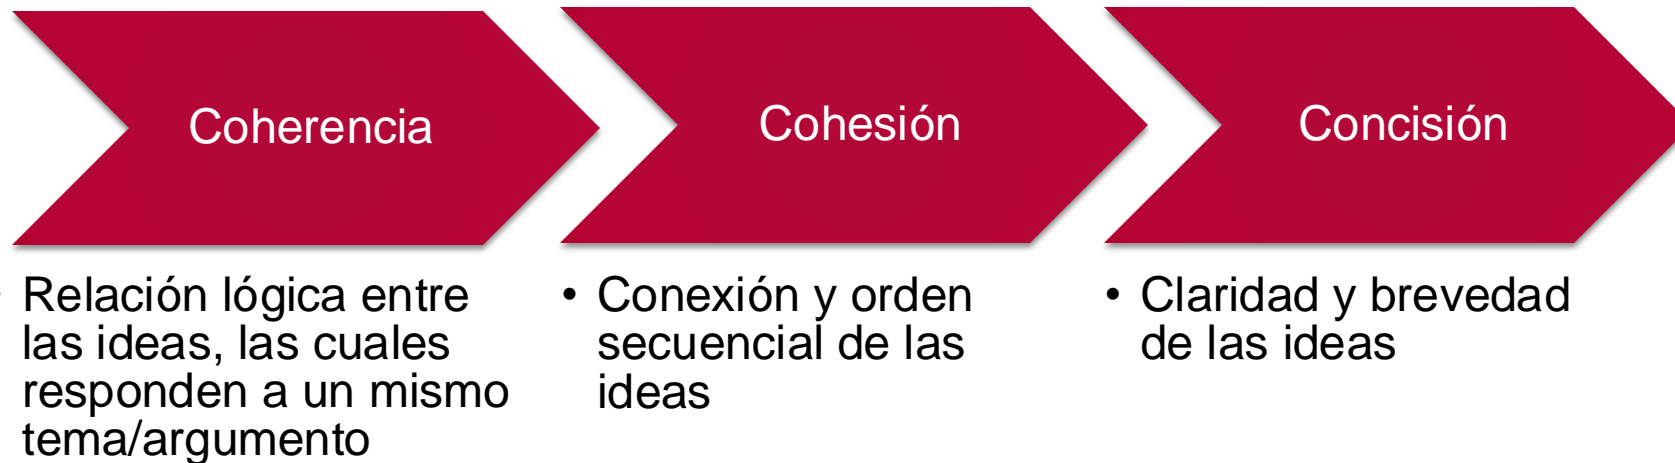 Coherencia
• Relación lógica entre
las ideas, las cuales
responden a un mismo
tema/argumento
Cohesión
• Conexión y orden
secuencial de las
ideas
Concisión
• Claridad y brevedad
de las ideas